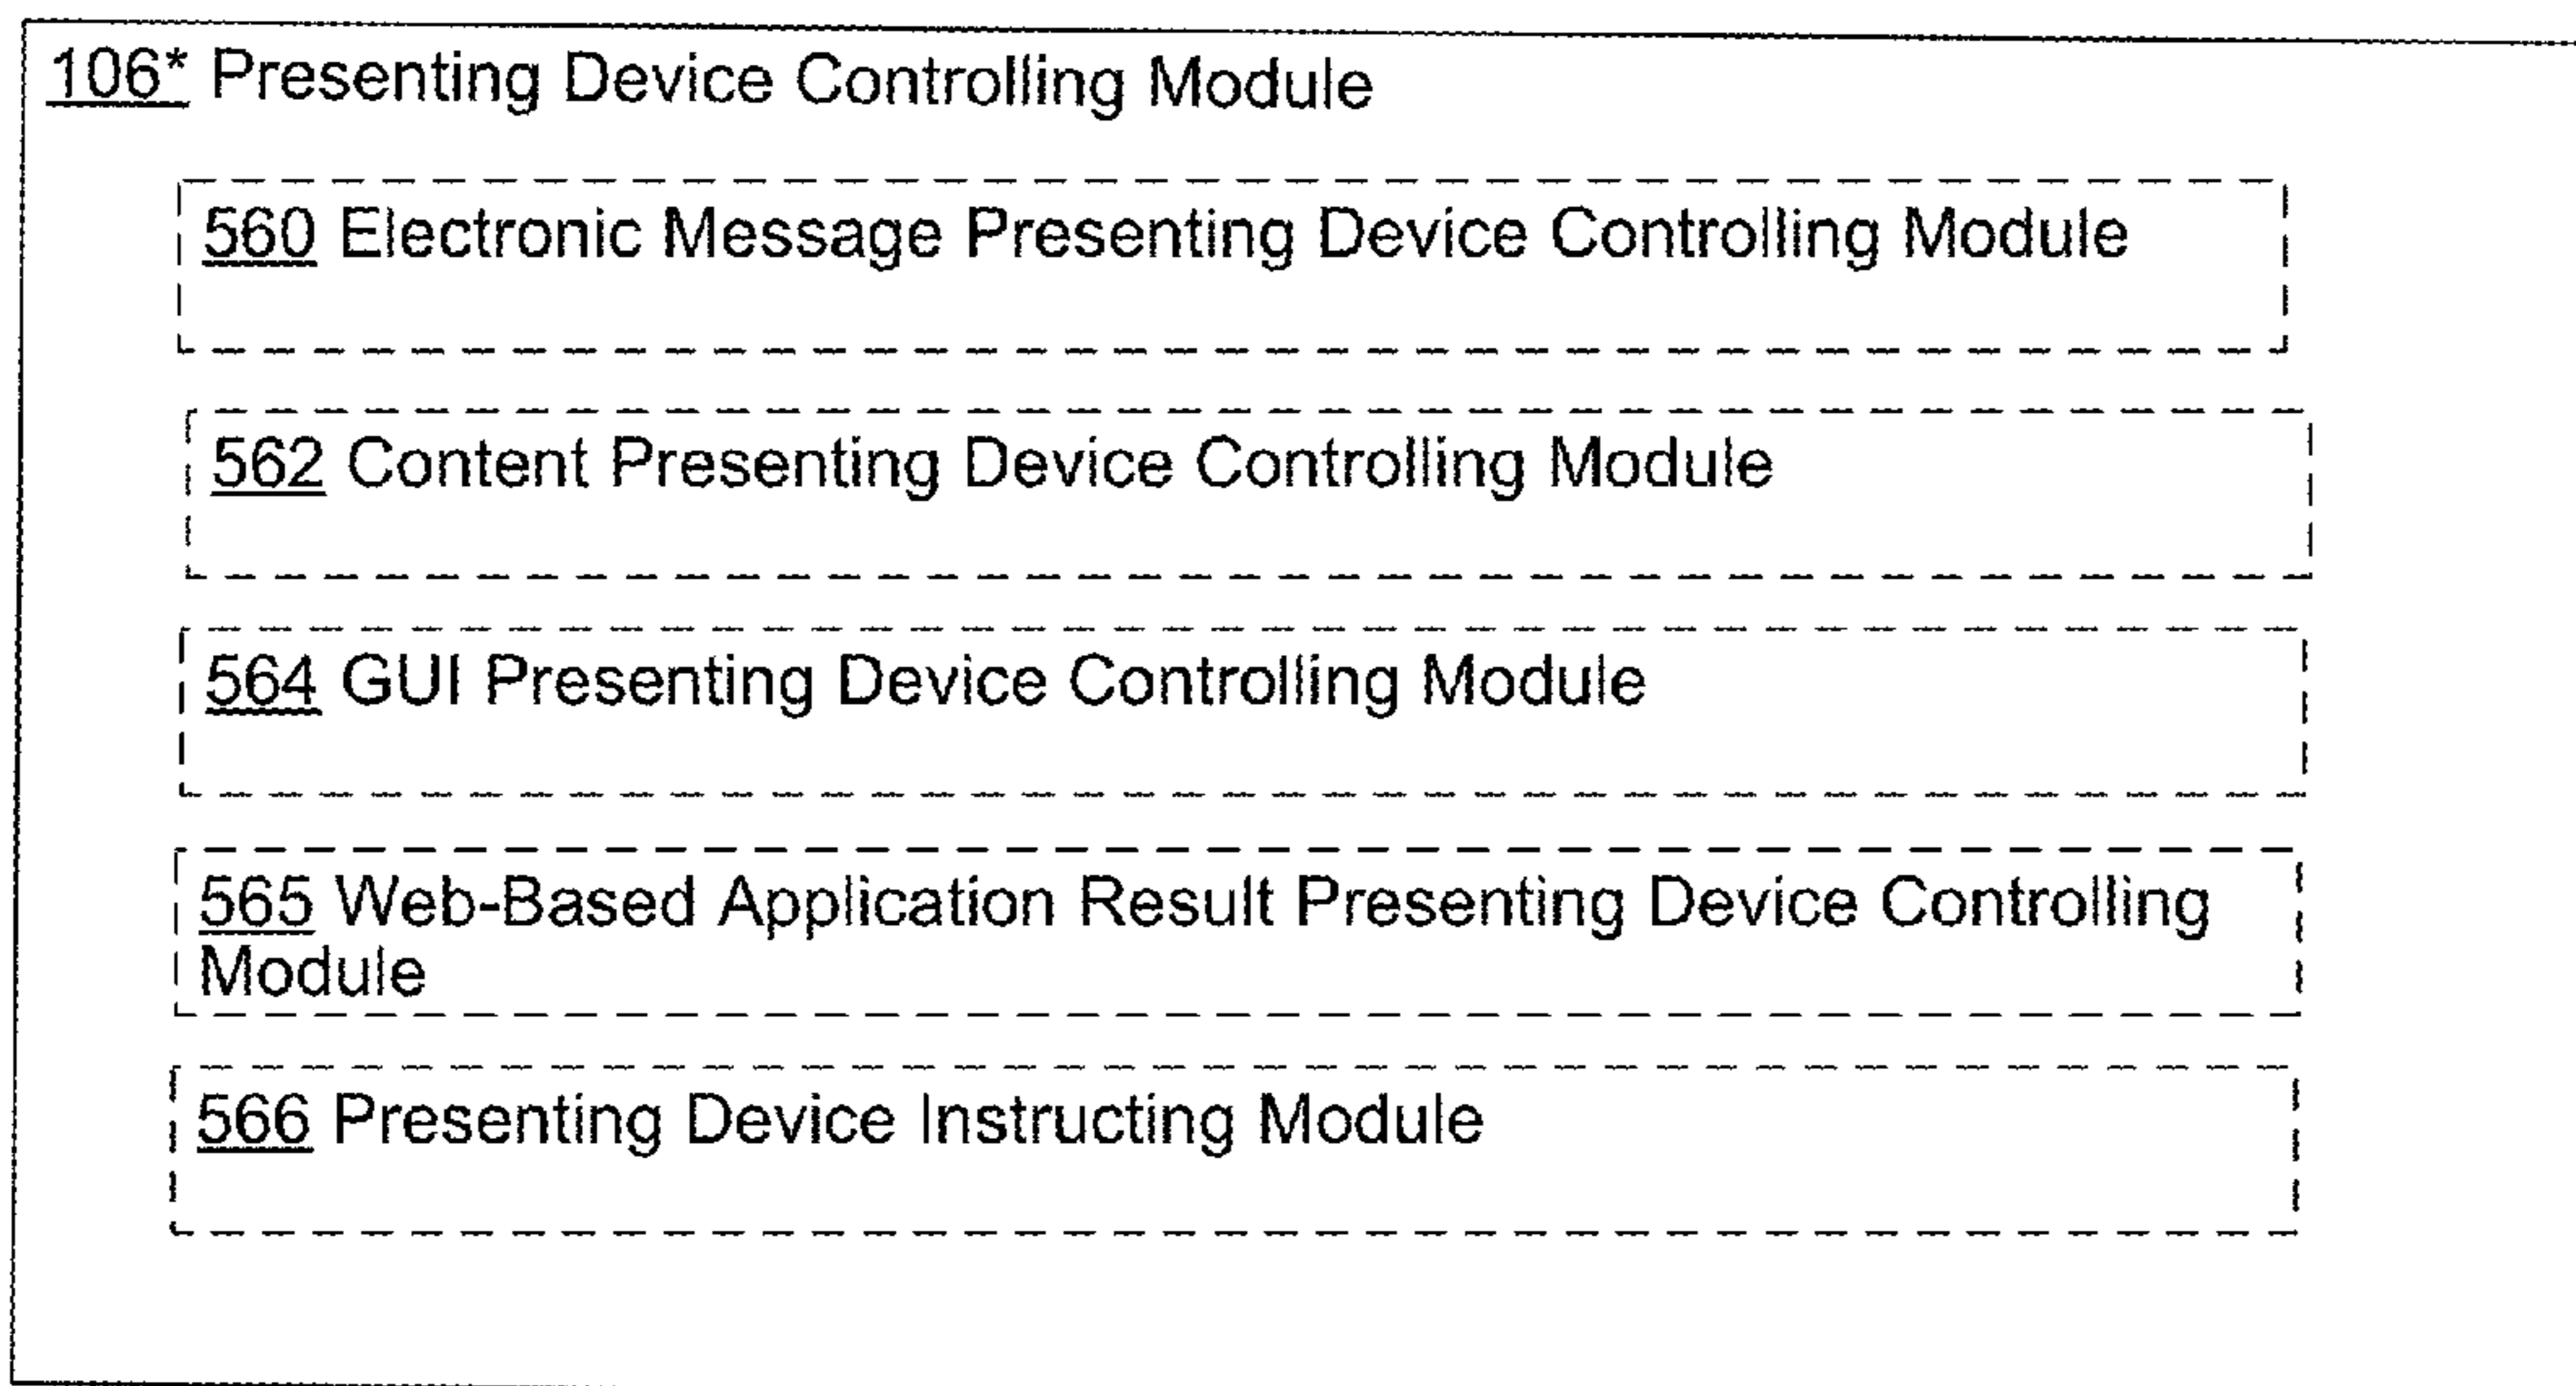 106* Presenting Device Controlling Module
560 Electronic Message Presenting Device Controlling Module
562 Content Presenting Device Controlling Module
564 GUI Presenting Device Controlling Module
565 Web-Based Application Result Presenting Device Controlling
Module
566 Presenting Device Instructing Module